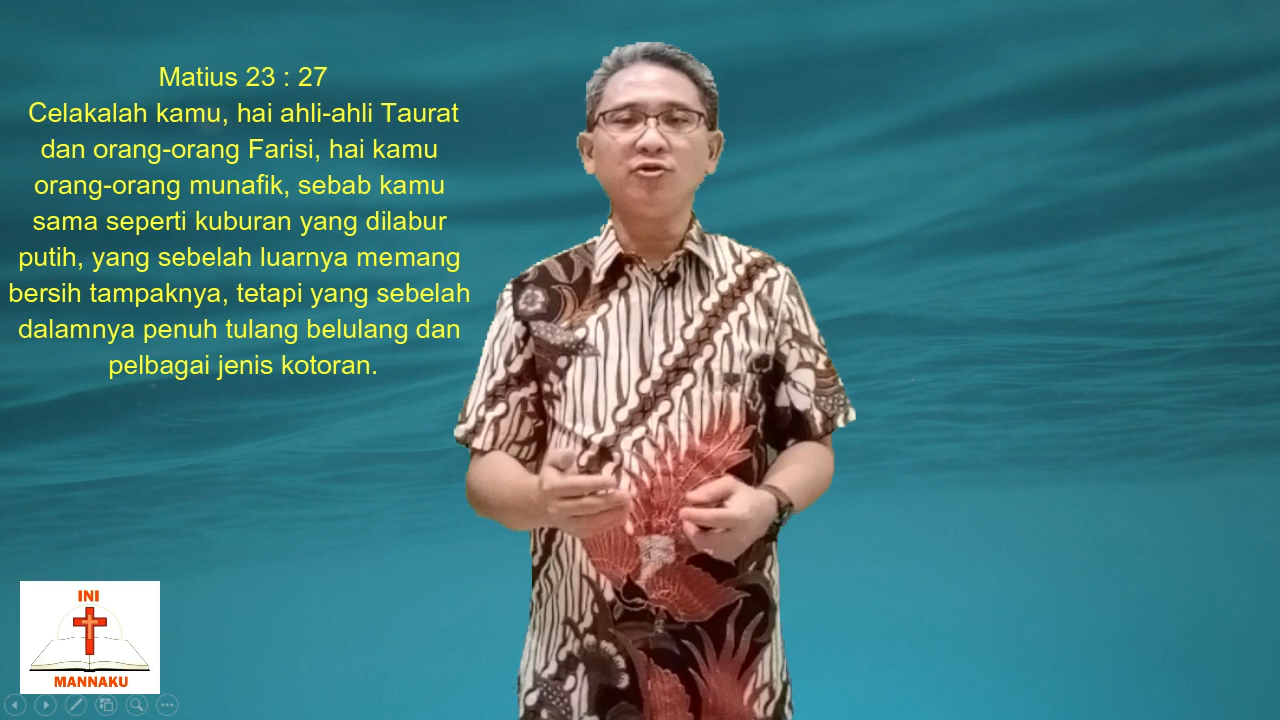 Matius 23 : 27
Celakalah kamu, hai ahli-ahli Taurat
dan orang-orang Farisi, hai kamu
orang-orang munafik, sebab kamu
sama seperti kuburan yang dilabur
putih, yang sebelah luarnya memang
bersih tampaknya, tetapi yang sebelah
dalamnya penuh tulang belulang dan
pelbagai jenis kotoran.
INI
MANNAKU